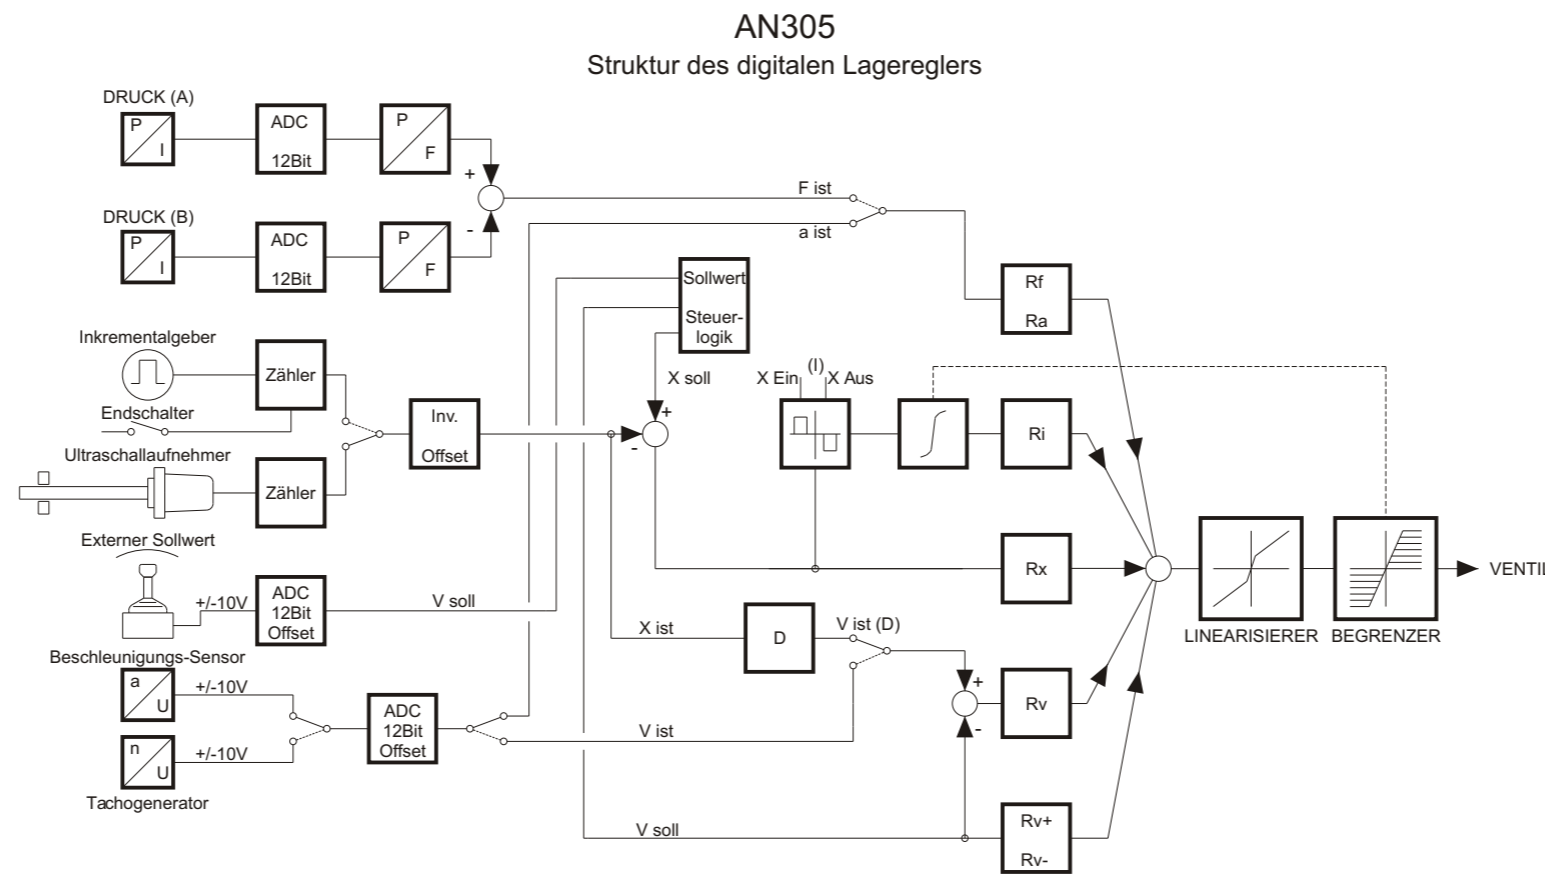 AN305
Struktur des digitalen Lagereglers
DRUCK (A)
P
I
ADC
12Bit
P
F
+
F ist
DRUCK (B)
P
I
ADC
12Bit
P
F
-
a ist
Sollwert
Steuer-
logik
Rf
Ra
Inkrementalgeber
Zähler
Endschalter
X soll
X Ein
(I)
X Aus
Inv.
Offset
+
-
Ri
Ultraschallaufnehmer
Zähler
Externer Sollwert
+/-10V
ADC
12Bit
Offset
V soll
Rx
VENTIL
LINEARISIERER
BEGRENZER
X ist
D
V ist (D)
Beschleunigungs-Sensor
a
U
+/-10V
ADC
12Bit
Offset
V ist
+
-
Rv
n
U
+/-10V
Tachogenerator
V soll
Rv+
Rv-